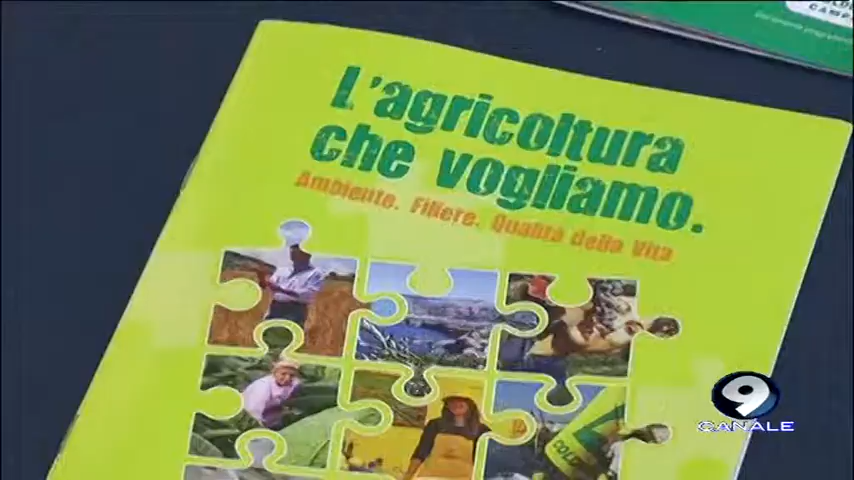 L'agricoltura
che vogliamo.
Ambiente. Filiere. Qualità della Vita
9
CANALE